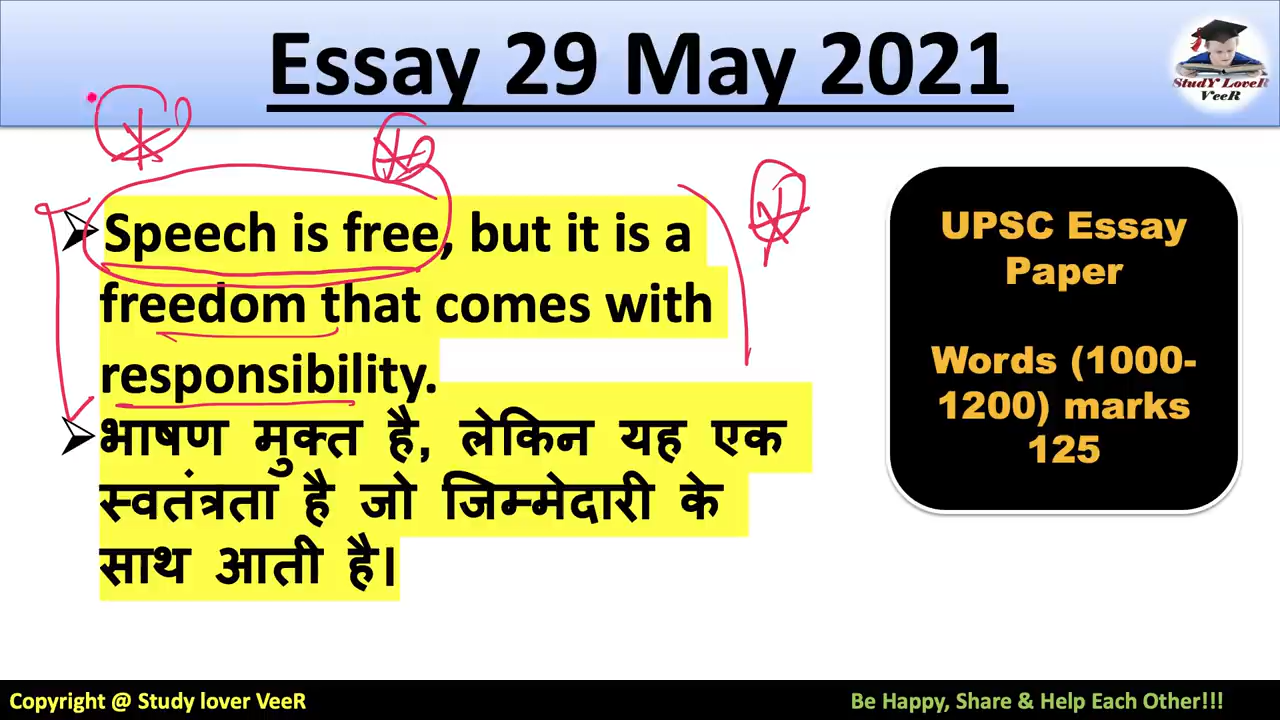 Essay 29 May 2021
StudY LoveR
VeeR
Speech is free, but it is a
freedom that comes with
responsibility.
भाषण मुक्त है, लेकिन यह एक
स्वतंत्रता है जो जिम्मेदारी के
साथ आती है।
UPSC Essay
Paper
Words (1000-
1200) marks
125
Copyright @ Study lover VeeR
Be Happy, Share & Help Each Other!!!